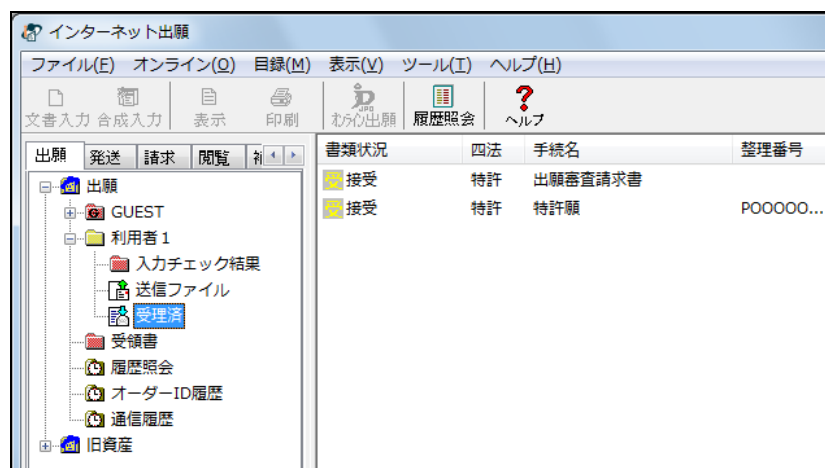 インターネット出願
ファイル(F) オンライン(O) 目録(M) 表示(V) ツール(T) ヘルプ(H)
文書入力 合成入力 表示 印刷 オンライン出願 履歴照会 ヘルプ
出願 発送 請求 閲覧
書類状況 四法 手続名 整理番号
出願
受 接受 特許 出願審査請求書
GUEST
受 接受 特許 特許願 P00000...
利用者1
入力チェック結果
送信ファイル
受理済
受領書
履歴照会
オーダーID履歴
通信履歴
旧資産